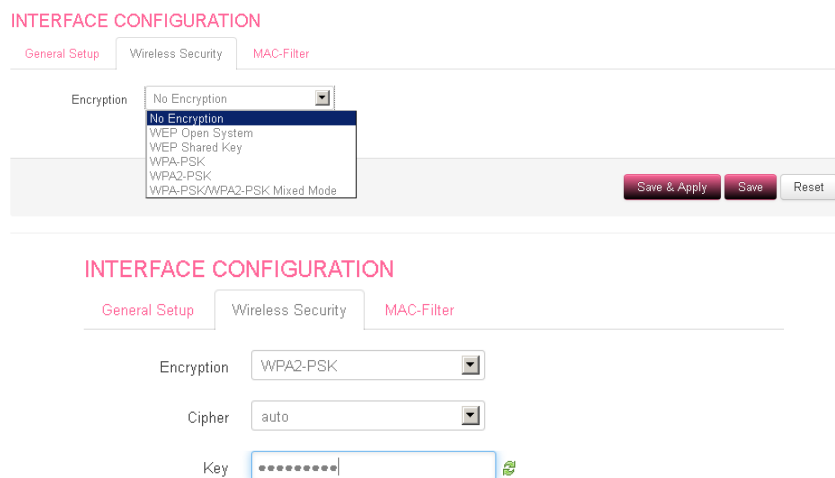 INTERFACE CONFIGURATION
General Setup Wireless Security MAC-Filter
Encryption No Encryption
No Encryption
WEP Open System
WEP Shared Key
WPA-PSK
WPA2-PSK
WPA-PSK/WPA2-PSK Mixed Mode
Save & Apply Save Reset
INTERFACE CONFIGURATION
General Setup Wireless Security MAC-Filter
Encryption WPA2-PSK
Cipher auto
Key •••••••••